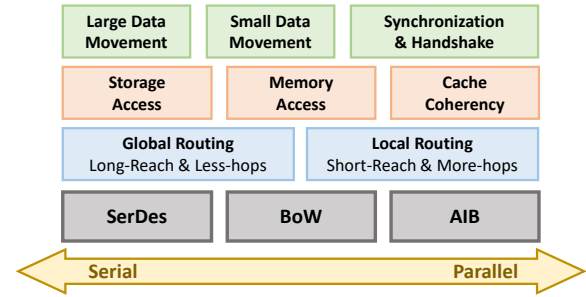 Large Data
Movement
Small Data
Movement
Synchronization
& Handshake
Storage
Access
Memory
Access
Cache
Coherency
Global Routing
Long-Reach & Less-hops
Local Routing
Short-Reach & More-hops
SerDes
BoW
AIB
Serial
Parallel